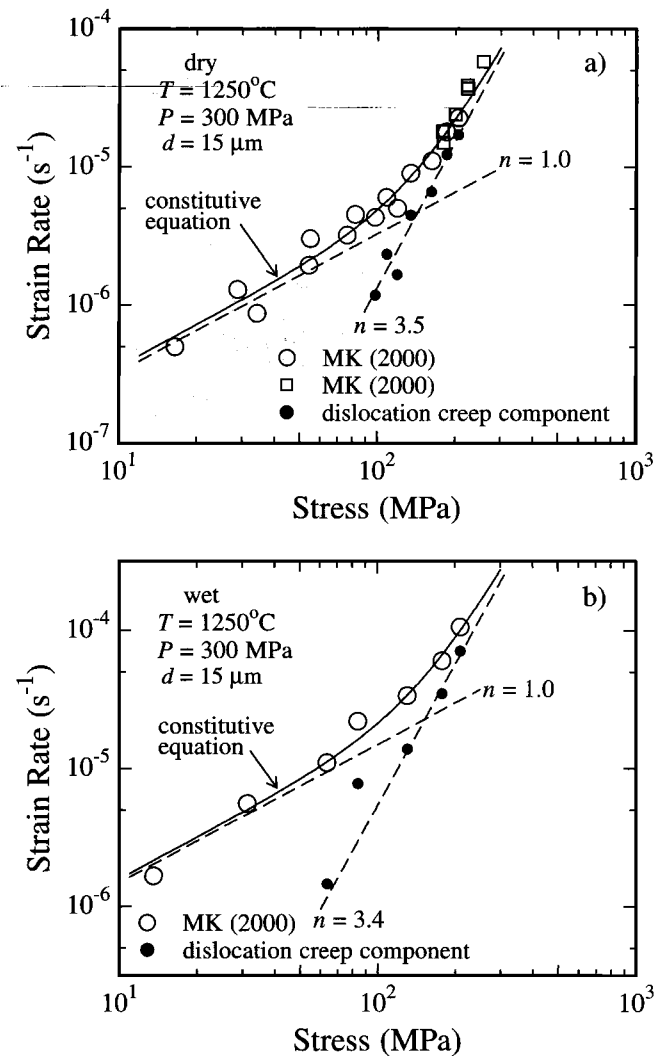 a)
dry
T = 1250°C
P = 300 MPa
d = 15 μm
constitutive
equation
n = 1.0
n = 3.5
MK (2000)
MK (2000)
dislocation creep component
10⁻⁴
10⁻⁵
10⁻⁶
10⁻⁷
Strain Rate (s⁻¹)
10¹ 10² 10³
Stress (MPa)
b)
wet
T = 1250°C
P = 300 MPa
d = 15 μm
constitutive
equation
n = 1.0
n = 3.4
MK (2000)
dislocation creep component
10⁻⁴
10⁻⁵
10⁻⁶
Strain Rate (s⁻¹)
10¹ 10² 10³
Stress (MPa)